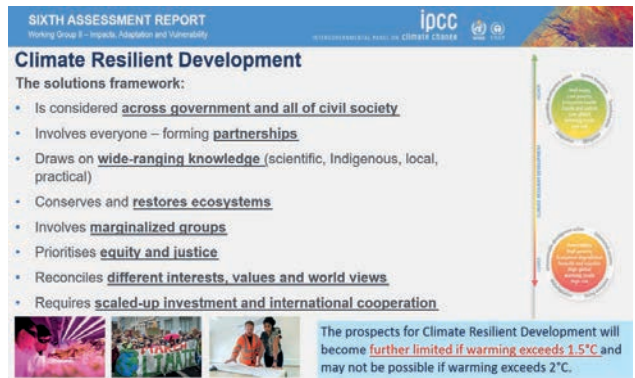 SIXTH ASSESSMENT REPORT
Working Group II – Impacts, Adaptation and Vulnerability
ipcc
INTERGOVERNMENTAL PANEL ON climate change
Climate Resilient Development
The solutions framework:
• Is considered across government and all of civil society
• Involves everyone – forming partnerships
• Draws on wide-ranging knowledge (scientific, Indigenous, local,
practical)
• Conserves and restores ecosystems
• Involves marginalized groups
• Prioritises equity and justice
• Reconciles different interests, values and world views
• Requires scaled-up investment and international cooperation
The prospects for Climate Resilient Development will
become further limited if warming exceeds 1.5°C and
may not be possible if warming exceeds 2°C.
CLIMATE RESILIENT DEVELOPMENT